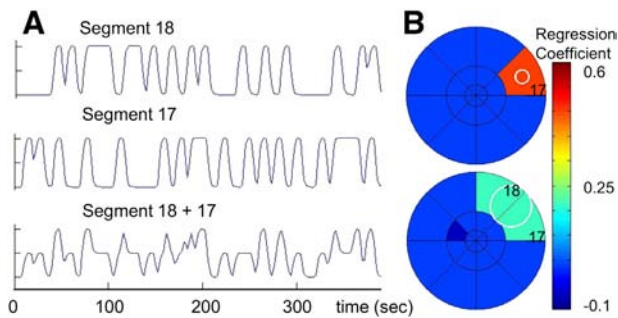 A
Segment 18
Segment 17
Segment 18 + 17
0 100 200 300 time (sec)
B
17
18
17
Regression
Coefficient
0.6
0.25
-0.1